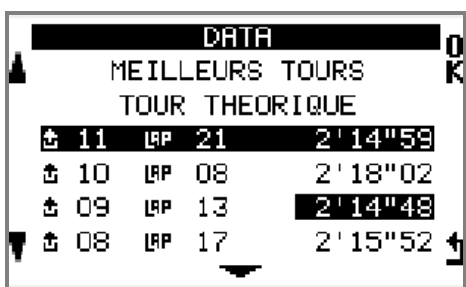 DATA
OK
MEILLEURS TOURS
TOUR THEORIQUE
11 LAP 21 2'14"59
10 LAP 08 2'18"02
09 LAP 13 2'14"48
08 LAP 17 2'15"52